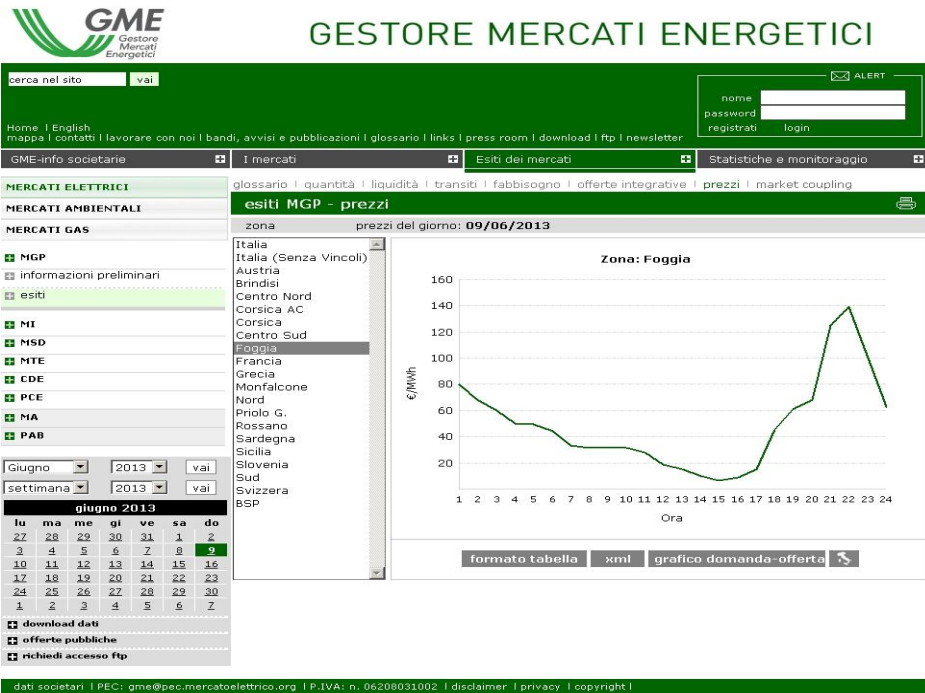 GME
Gestore
Mercati
Energetici
GESTORE MERCATI ENERGETICI
cerca nel sito vai
ALERT
nome
password
registrati login
Home | English
mappa | contatti | lavorare con noi | bandi, avvisi e pubblicazioni | glossario | links | press room | download | ftp | newsletter
GME-info societarie I mercati Esiti dei mercati Statistiche e monitoraggio
MERCATI ELETTRICI
MERCATI AMBIENTALI
MERCATI GAS
MGP
informazioni preliminari
esiti
MI
MSD
MTE
CDE
PCE
MA
PAB
Giugno 2013 vai
settimana 2013 vai
giugno 2013
lu ma me gi ve sa do
27 28 29 30 31 1 2
3 4 5 6 7 8 9
10 11 12 13 14 15 16
17 18 19 20 21 22 23
24 25 26 27 28 29 30
1 2 3 4 5 6 7
download dati
offerte pubbliche
richiedi accesso ftp
glossario | quantità | liquidità | transiti | fabbisogno | offerte integrative | prezzi | market coupling
esiti MGP - prezzi
zona prezzi del giorno: 09/06/2013
Italia
Italia (Senza Vincoli)
Austria
Brindisi
Centro Nord
Corsica AC
Corsica
Centro Sud
Foggia
Francia
Grecia
Monfalcone
Nord
Priolo G.
Rossano
Sardegna
Sicilia
Slovenia
Sud
Svizzera
BSP
Zona: Foggia
160
140
120
100
80
60
40
20
€/MWh
1 2 3 4 5 6 7 8 9 10 11 12 13 14 15 16 17 18 19 20 21 22 23 24
Ora
formato tabella xml grafico domanda-offerta
dati societari | PEC: gme@pec.mercatoelettrico.org | P.IVA: n. 06208031002 | disclaimer | privacy | copyright |